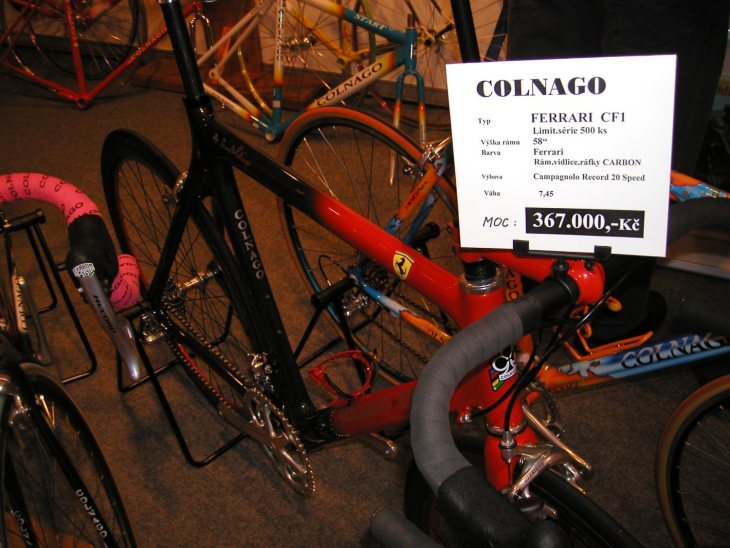 COLNAGO
Typ FERRARI CF1
Limit.série 500 ks
Výška rámu 58“
Barva Ferrari
Rám,vidlice,ráfky CARBON
Výbava Campagnolo Record 20 Speed
Váha 7.45
MOC: 367.000,-Kč
COLNAGO
COLNAGO
COLNAGO
RECORD